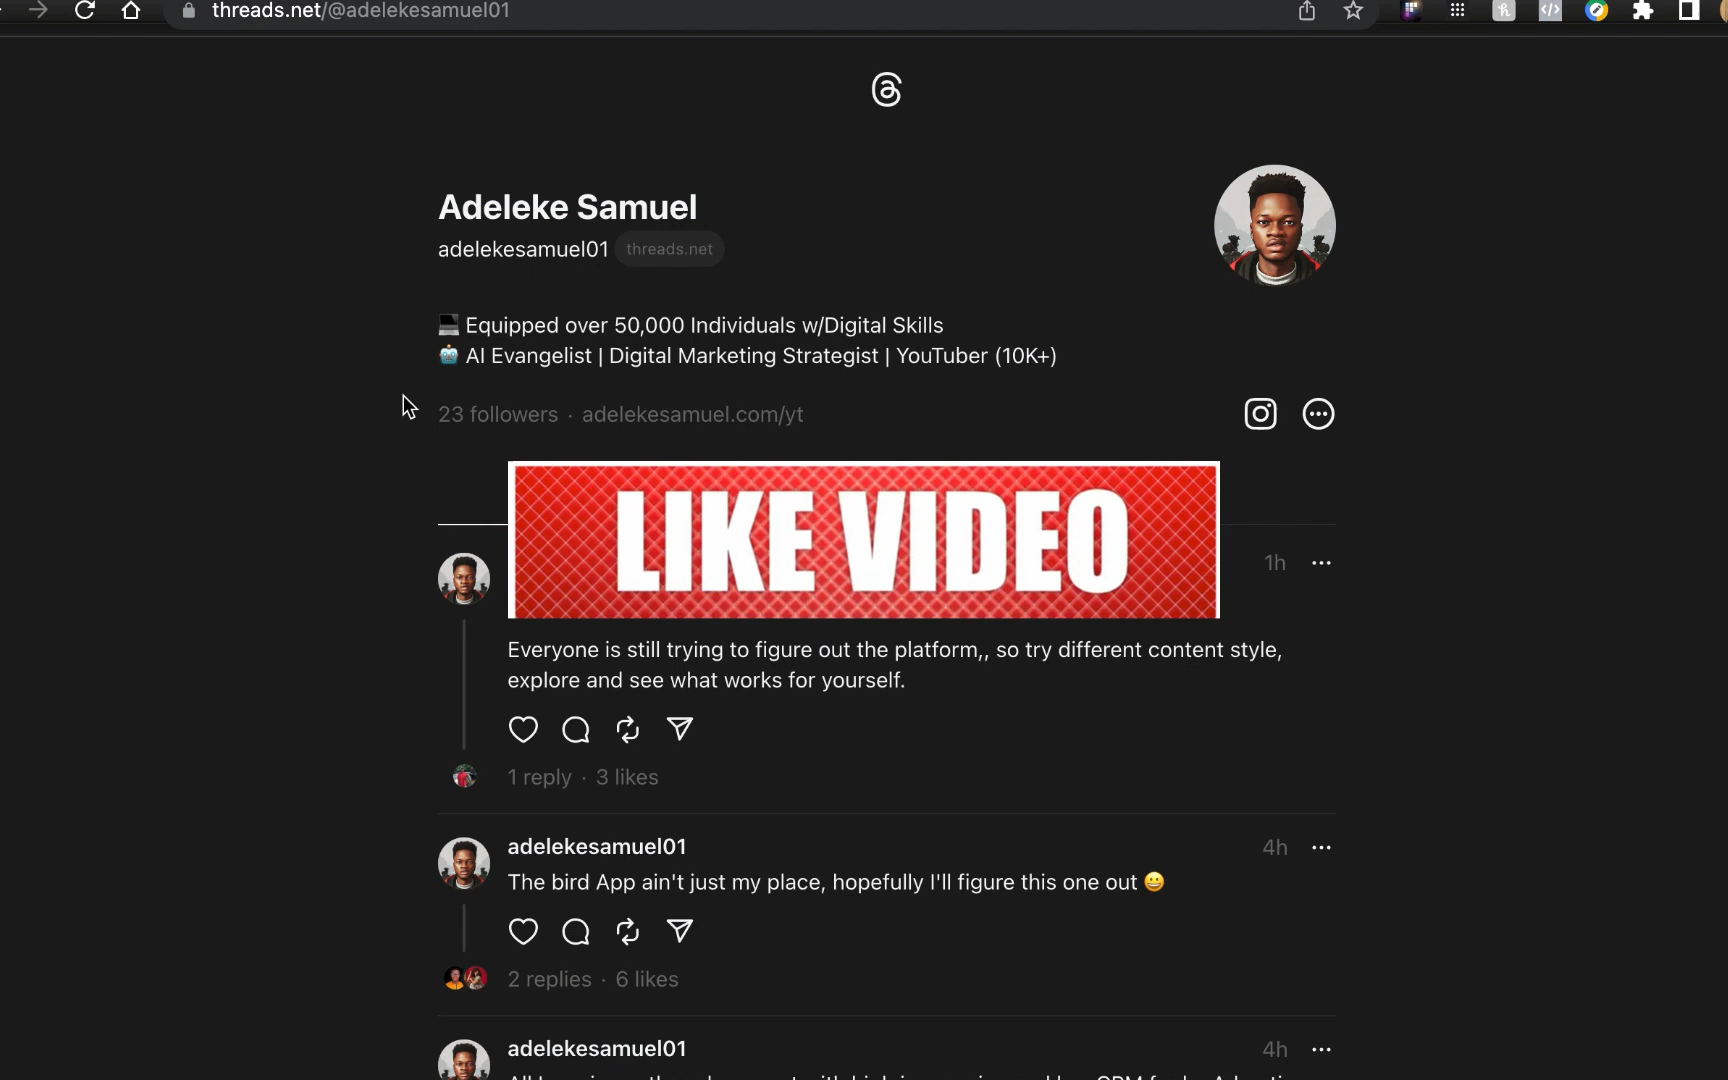 threads.net/@adelekesamuel01
Adeleke Samuel
adelekesamuel01 threads.net
Equipped over 50,000 Individuals w/Digital Skills
AI Evangelist | Digital Marketing Strategist | YouTuber (10K+)
23 followers · adelekesamuel.com/yt
LIKE VIDEO
1h
Everyone is still trying to figure out the platform,, so try different content style,
explore and see what works for yourself.
1 reply · 3 likes
adelekesamuel01 4h
The bird App ain't just my place, hopefully I'll figure this one out 😀
2 replies · 6 likes
adelekesamuel01 4h